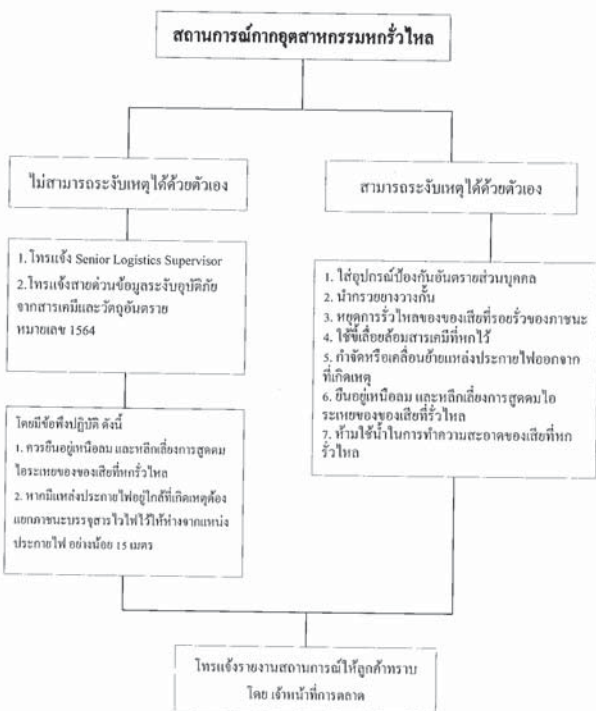 สถานการณ์กากอุตสาหกรรมหกรั่วไหล
ไม่สามารถระงับเหตุได้ด้วยตัวเอง
1. โทรแจ้ง Senior Logistics Supervisor
2.โทรแจ้งสายด่วนข้อมูลระงับอุบัติภัย
จากสารเคมีและวัตถุอันตราย
หมายเลข 1564
โดยมีข้อพึงปฏิบัติ ดังนี้
1. ควรยืนอยู่เหนือลม และหลีกเลี่ยงการสูดดม
ไอระเหยของของเสียที่หกรั่วไหล
2. หากมีแหล่งประกายไฟอยู่ใกล้ที่เกิดเหตุต้อง
แยกภาชนะบรรจุสารไวไฟไว้ให้ห่างจากแหน่ง
ประกายไฟ อย่างน้อย 15 เมตร
สามารถระงับเหตุได้ด้วยตัวเอง
1. ใส่อุปกรณ์ป้องกันอันตรายส่วนบุคคล
2. นำกรวยยางวางกั้น
3. หยุดการรั่วไหลของของเสียที่รอยรั่วของภาชนะ
4. ใช้ขี้เลื่อยล้อมสารเคมีที่หกไว้
5. กำจัดหรือเคลื่อนย้ายแหล่งประกายไฟออกจาก
ที่เกิดเหตุ
6. ยืนอยู่เหนือลม และหลีกเลี่ยงการสูดดมไอ
ระเหยของของเสียที่รั่วไหล
7. ห้ามใช้น้ำในการทำความสะอาดของเสียที่หก
รั่วไหล
โทรแจ้งรายงานสถานการณ์ให้ลูกค้าทราบ
โดย เจ้าหน้าที่การตลาด